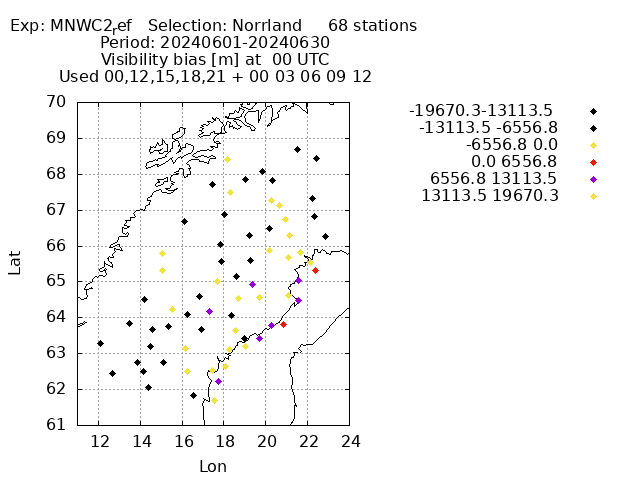 Exp: MNWC2ref   Selection: Norrland     68 stations
Period: 20240601-20240630
Visibility bias [m] at  00 UTC
Used 00,12,15,18,21 + 00 03 06 09 12
-19670.3-13113.5
-13113.5 -6556.8
-6556.8 0.0
0.0 6556.8
6556.8 13113.5
13113.5 19670.3
Lat
70
69
68
67
66
65
64
63
62
61
12 14 16 18 20 22 24
Lon